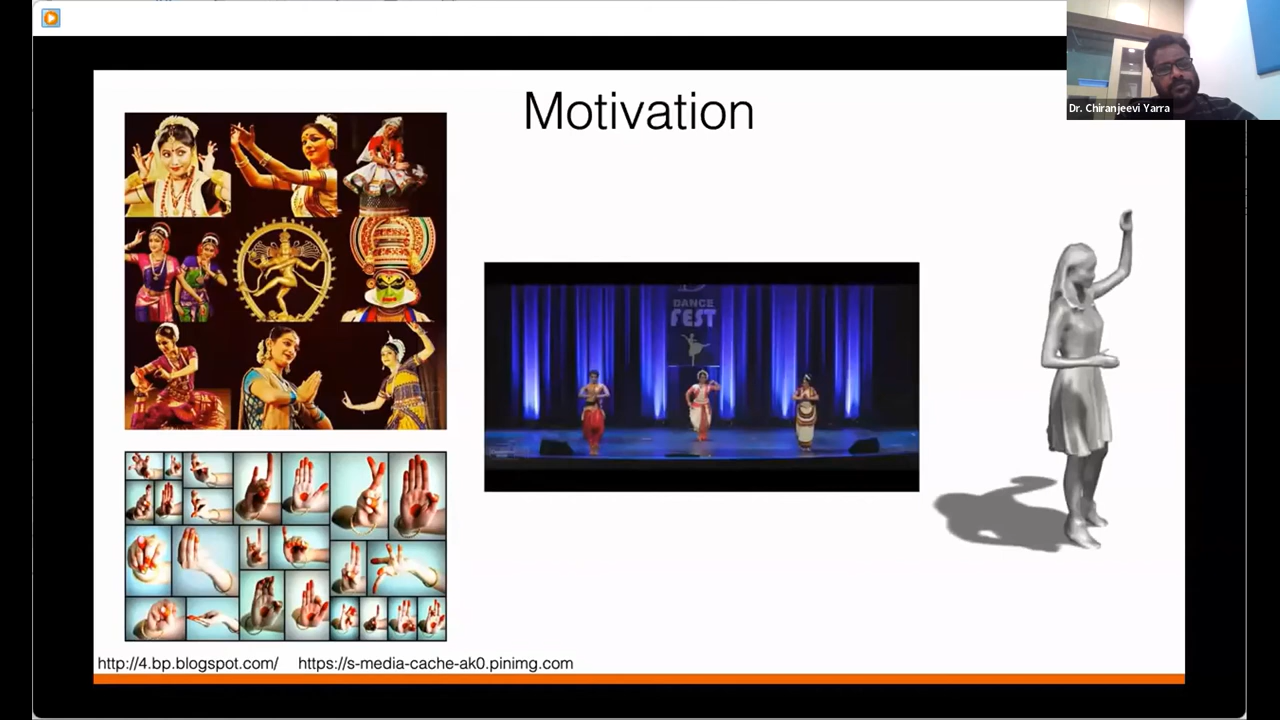 Motivation
Dr. Chiranjeevi Yarra
DANCE
FEST
http://4.bp.blogspot.com/ https://s-media-cache-ak0.pinimg.com